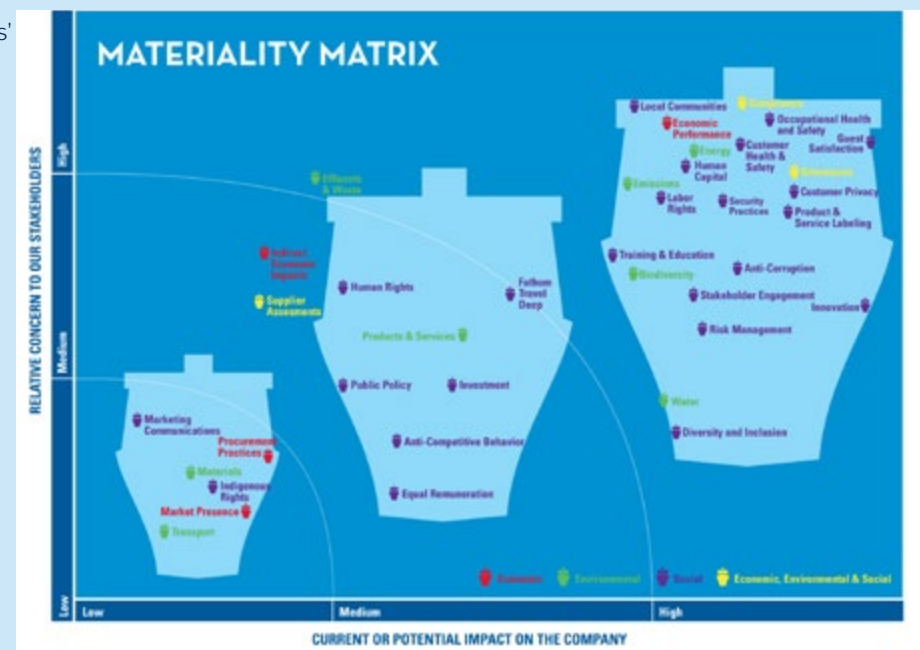 s'
MATERIALITY MATRIX
RELATIVE CONCERN TO OUR STAKEHOLDERS
High
Medium
Low
Local Communities
Economic
Performance
Occupational Health
and Safety
Guest
Satisfaction
Energy
Customer
Health &
Safety
Human
Capital
Emissions
Customer Privacy
Labor
Rights
Security
Practices
Product &
Service Labeling
Training & Education
Anti-Corruption
Biodiversity
Stakeholder Engagement
Innovation
Risk Management
Water
Diversity and Inclusion
Effluents
& Waste
Indirect
Economic
Impacts
Supplier
Assesments
Human Rights
Fathom
Travel
Deep
Products & Services
Public Policy
Investment
Anti-Competitive Behavior
Equal Remuneration
Marketing
Communications
Procurement
Practices
Materials
Indigenous
Rights
Market Presence
Transport
Economic
Environmental
Social
Economic, Environmental & Social
Low
Medium
High
CURRENT OR POTENTIAL IMPACT ON THE COMPANY